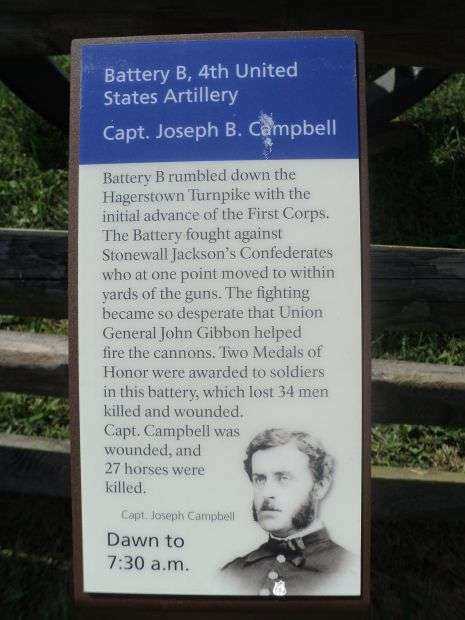 Battery B, 4th United
States Artillery
Capt. Joseph B. Campbell
Battery B rumbled down the
Hagerstown Turnpike with the
initial advance of the First Corps.
The Battery fought against
Stonewall Jackson's Confederates
who at one point moved to within
yards of the guns. The fighting
became so desperate that Union
General John Gibbon helped
fire the cannons. Two Medals of
Honor were awarded to soldiers
in this battery, which lost 34 men
killed and wounded.
Capt. Campbell was
wounded, and
27 horses were
killed.
Capt. Joseph Campbell
Dawn to
7:30 a.m.